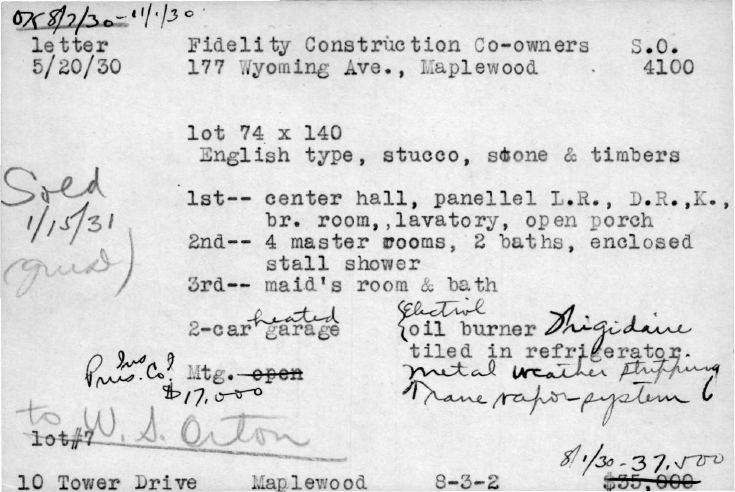 OK 8/2/30-11/1/30
letter Fidelity Construction Co-owners S.O.
5/20/30 177 Wyoming Ave., Maplewood 4100
lot 74 x 140
English type, stucco, stone & timbers
Sold
1/15/31
1st-- center hall, panellel L.R., D.R.,K.,
br. room,,lavatory, open porch
2nd-- 4 master rooms, 2 baths, enclosed
stall shower
3rd-- maid's room & bath
heated Electrol
2-car garage oil burner Frigidaire
tiled in refrigerator.
Ins
Co. Mtg. open metal weather stripping
$17,000 Trane vapor-system
to W. S. Orton
lot#7
8/1/30-37,500
10 Tower Drive Maplewood 8-3-2 $35,000